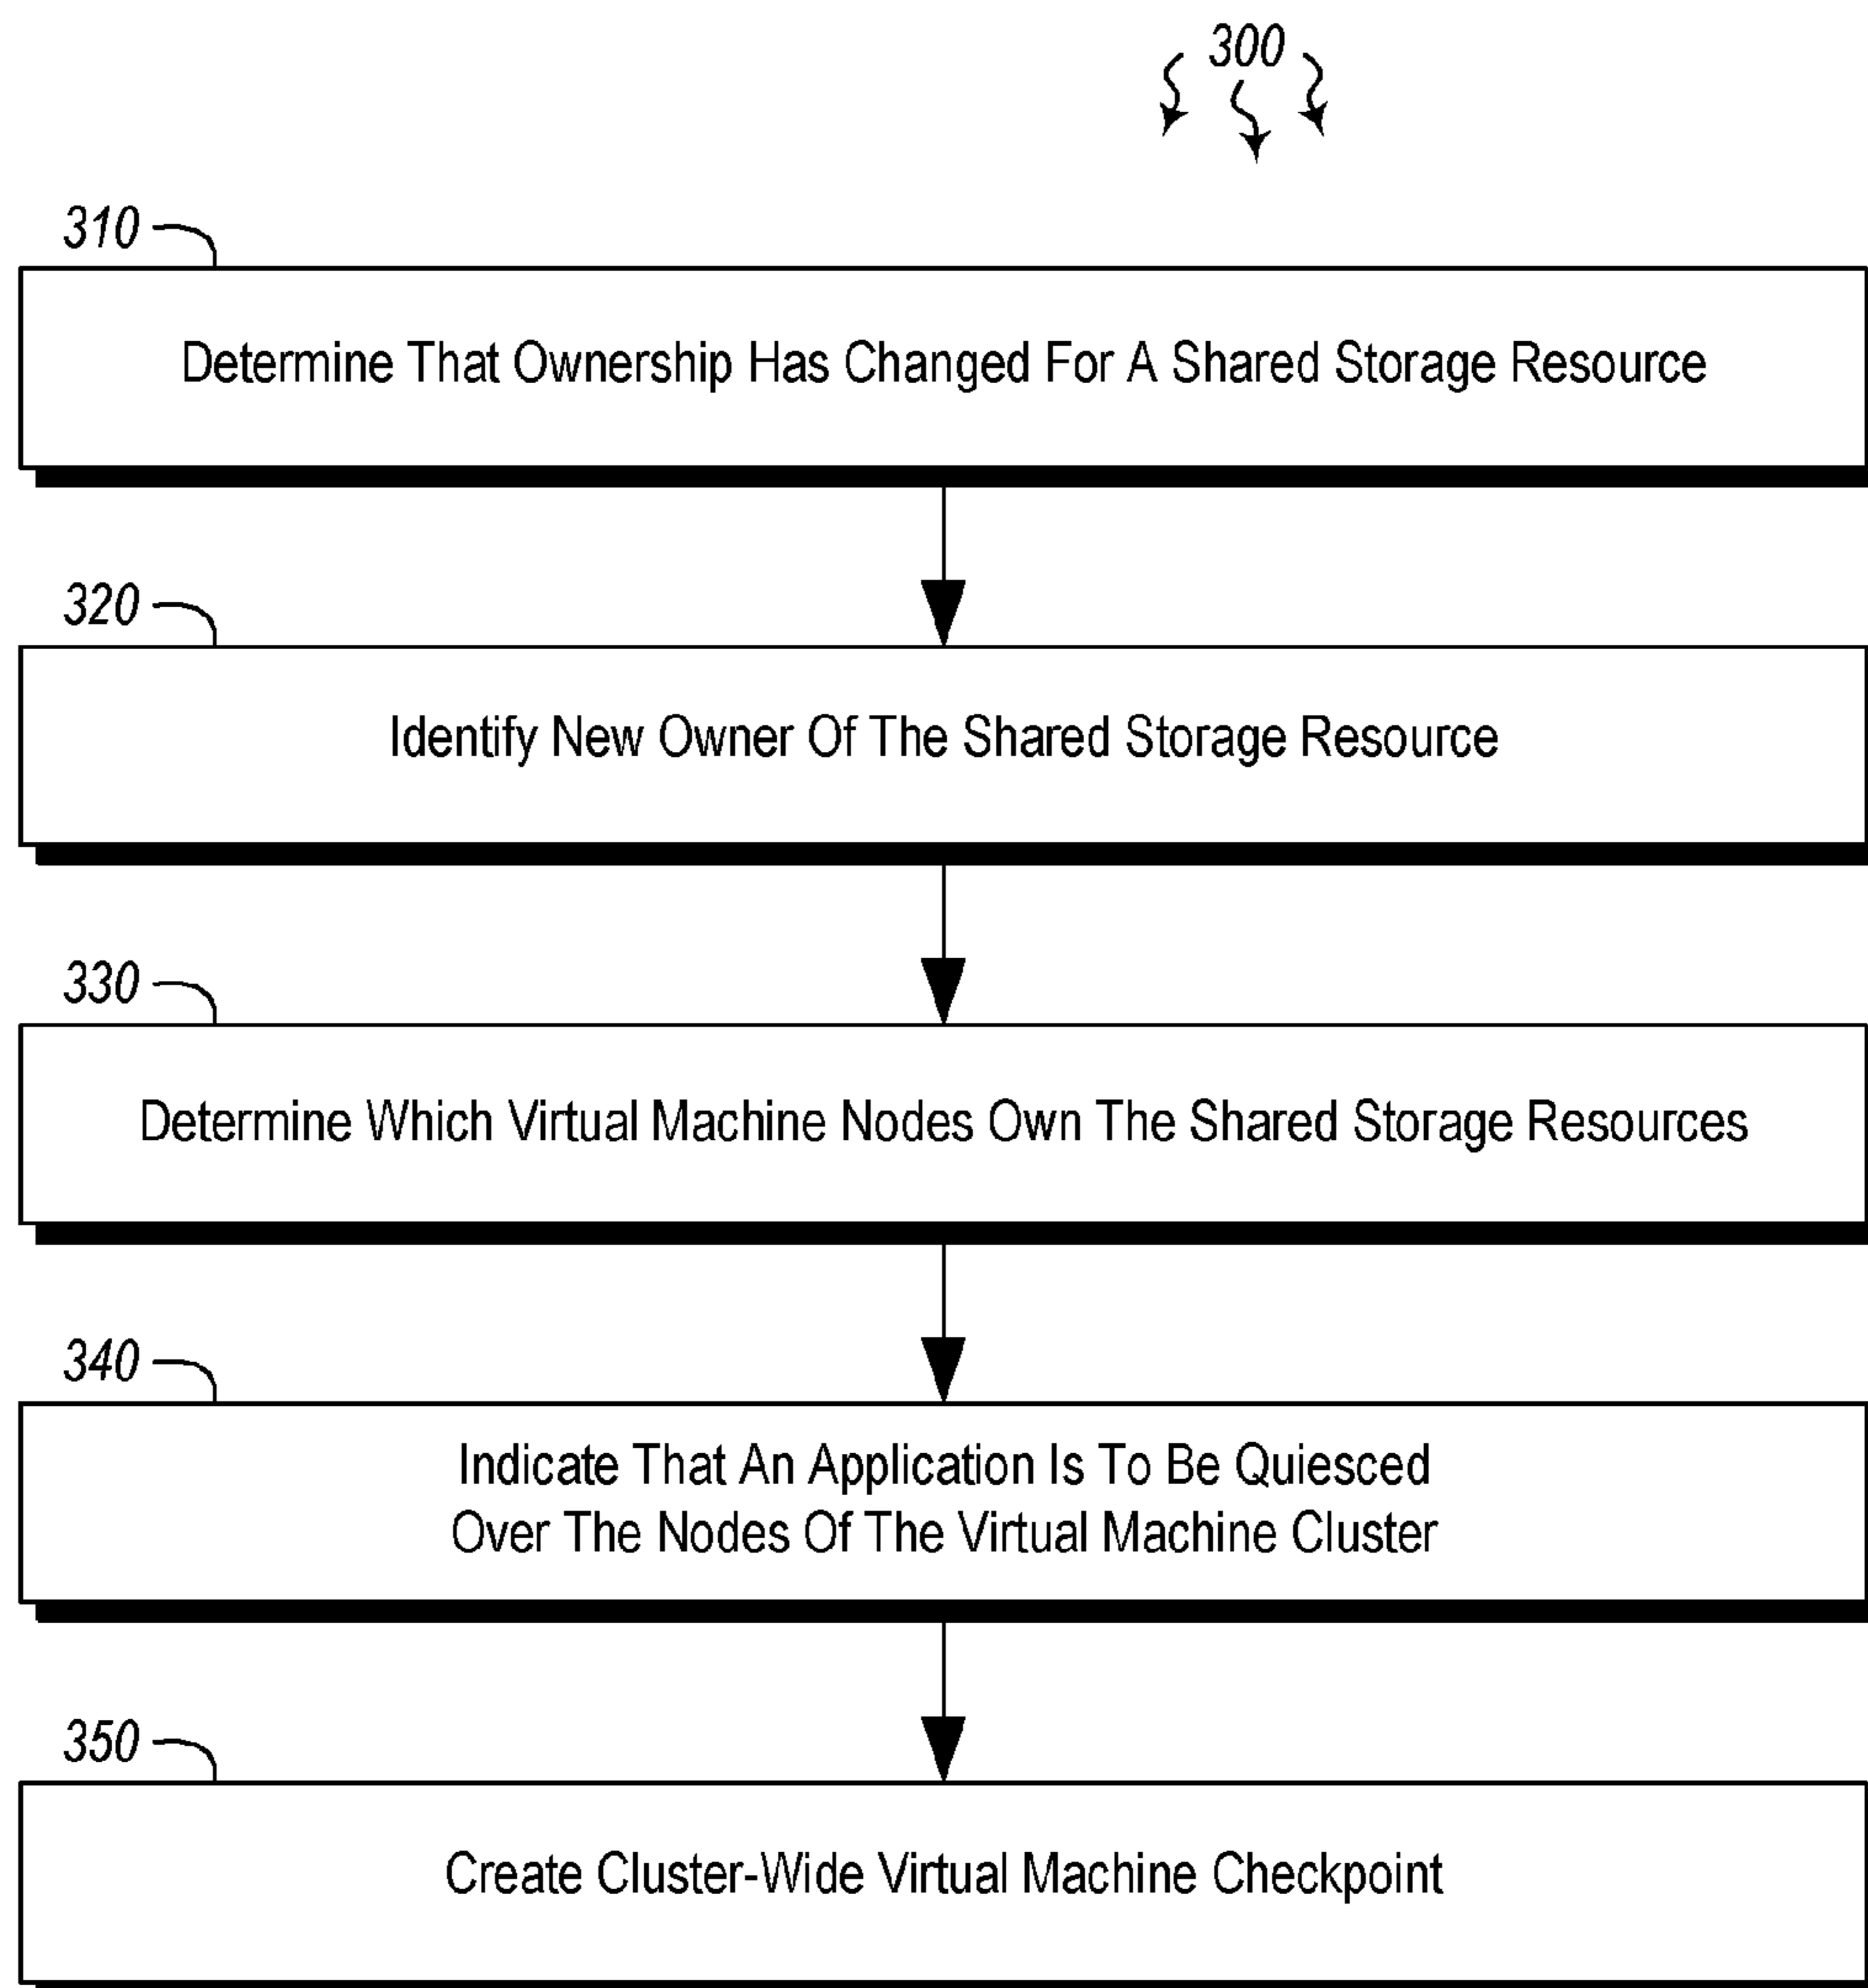 300
310
Determine That Ownership Has Changed For A Shared Storage Resource
320
Identify New Owner Of The Shared Storage Resource
330
Determine Which Virtual Machine Nodes Own The Shared Storage Resources
340
Indicate That An Application Is To Be Quiesced
Over The Nodes Of The Virtual Machine Cluster
350
Create Cluster-Wide Virtual Machine Checkpoint